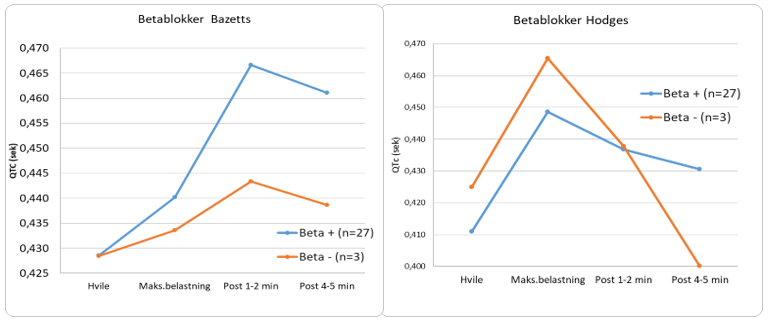 Betablokker Bazetts
0,470
0,465
0,460
0,455
0,450
0,445
0,440
0,435
0,430
0,425
QTC (sek)
Beta + (n=27)
Beta - (n=3)
Hvile Maks.belastning Post 1-2 min Post 4-5 min
Betablokker Hodges
0,470
0,460
0,450
0,440
0,430
0,420
0,410
0,400
QTc (sek)
Beta + (n=27)
Beta - (n=3)
Hvile Maks.belastning Post 1-2 min Post 4-5 min